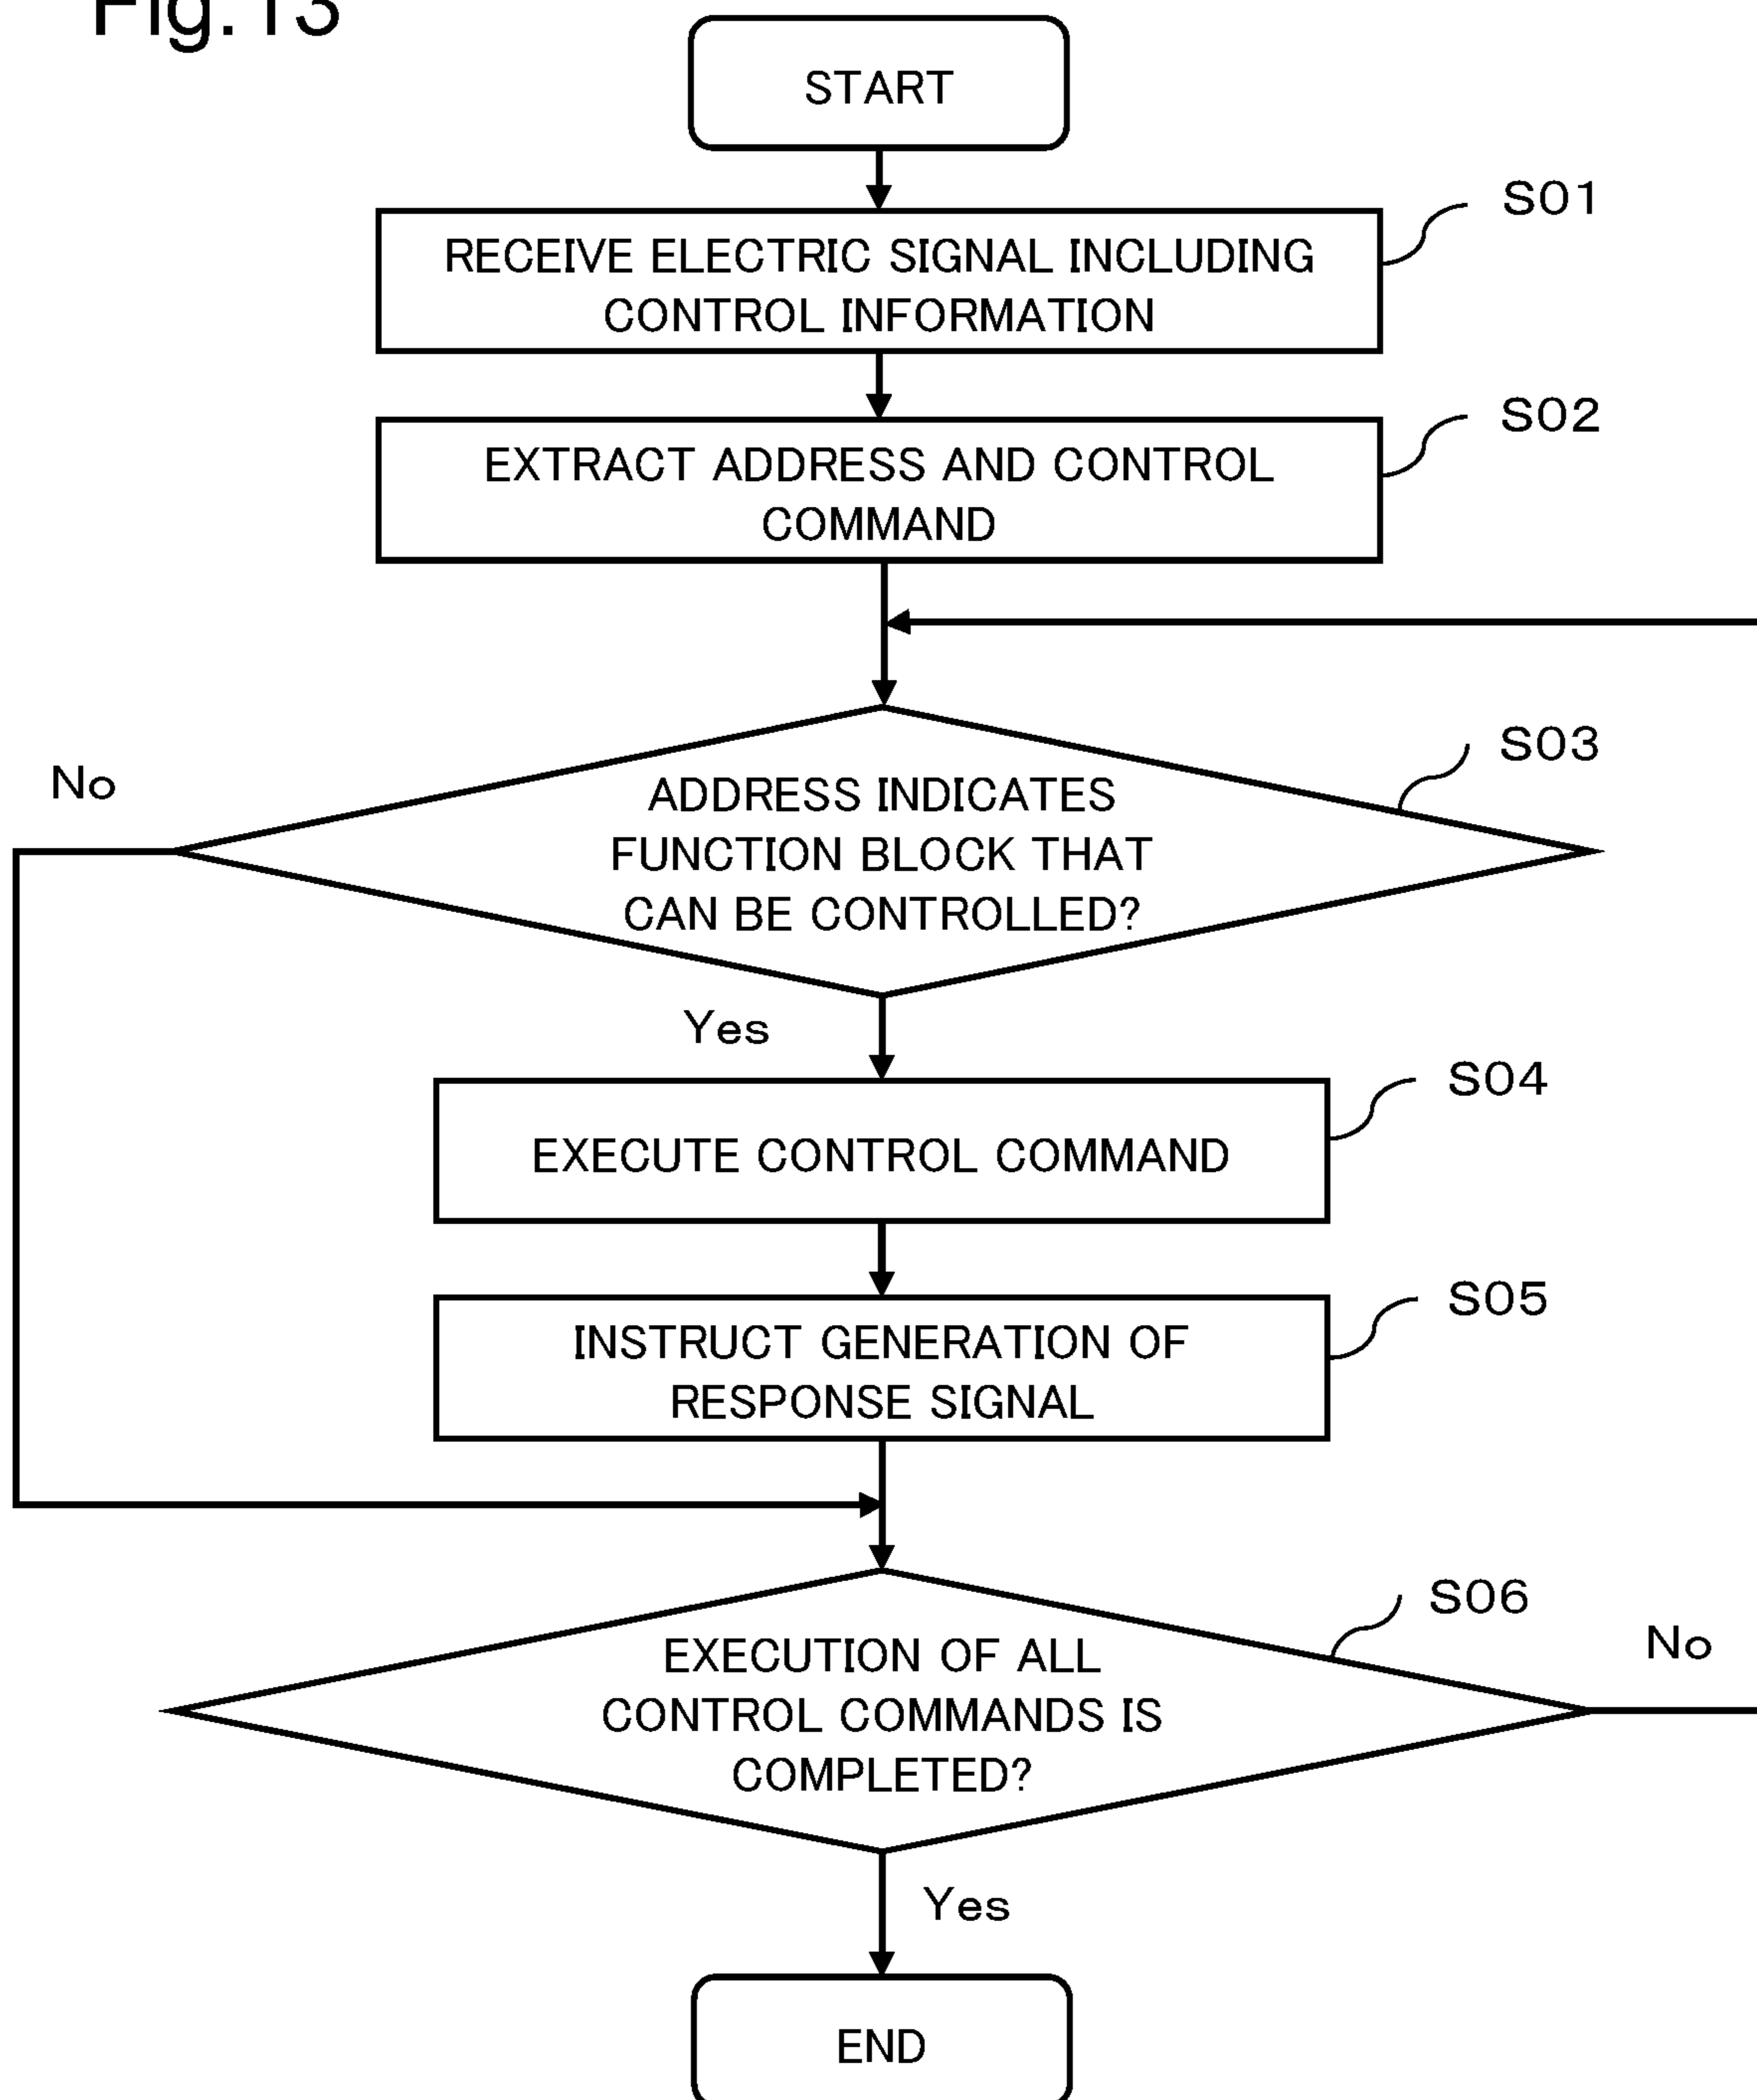 Fig.13
START
S01
RECEIVE ELECTRIC SIGNAL INCLUDING
CONTROL INFORMATION
S02
EXTRACT ADDRESS AND CONTROL
COMMAND
S03
No
ADDRESS INDICATES
FUNCTION BLOCK THAT
CAN BE CONTROLLED?
Yes
S04
EXECUTE CONTROL COMMAND
S05
INSTRUCT GENERATION OF
RESPONSE SIGNAL
S06
No
EXECUTION OF ALL
CONTROL COMMANDS IS
COMPLETED?
Yes
END